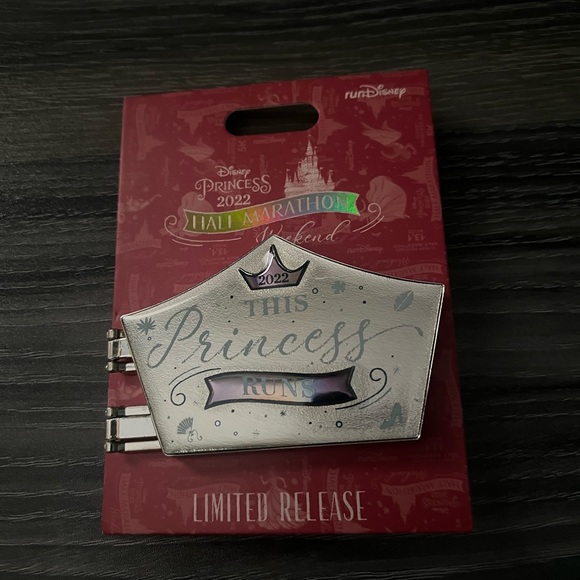 runDisney
Disney
PRINCESS
2022
HALF MARATHON
Weekend
2022
THIS
Princess
RUNS
LIMITED RELEASE